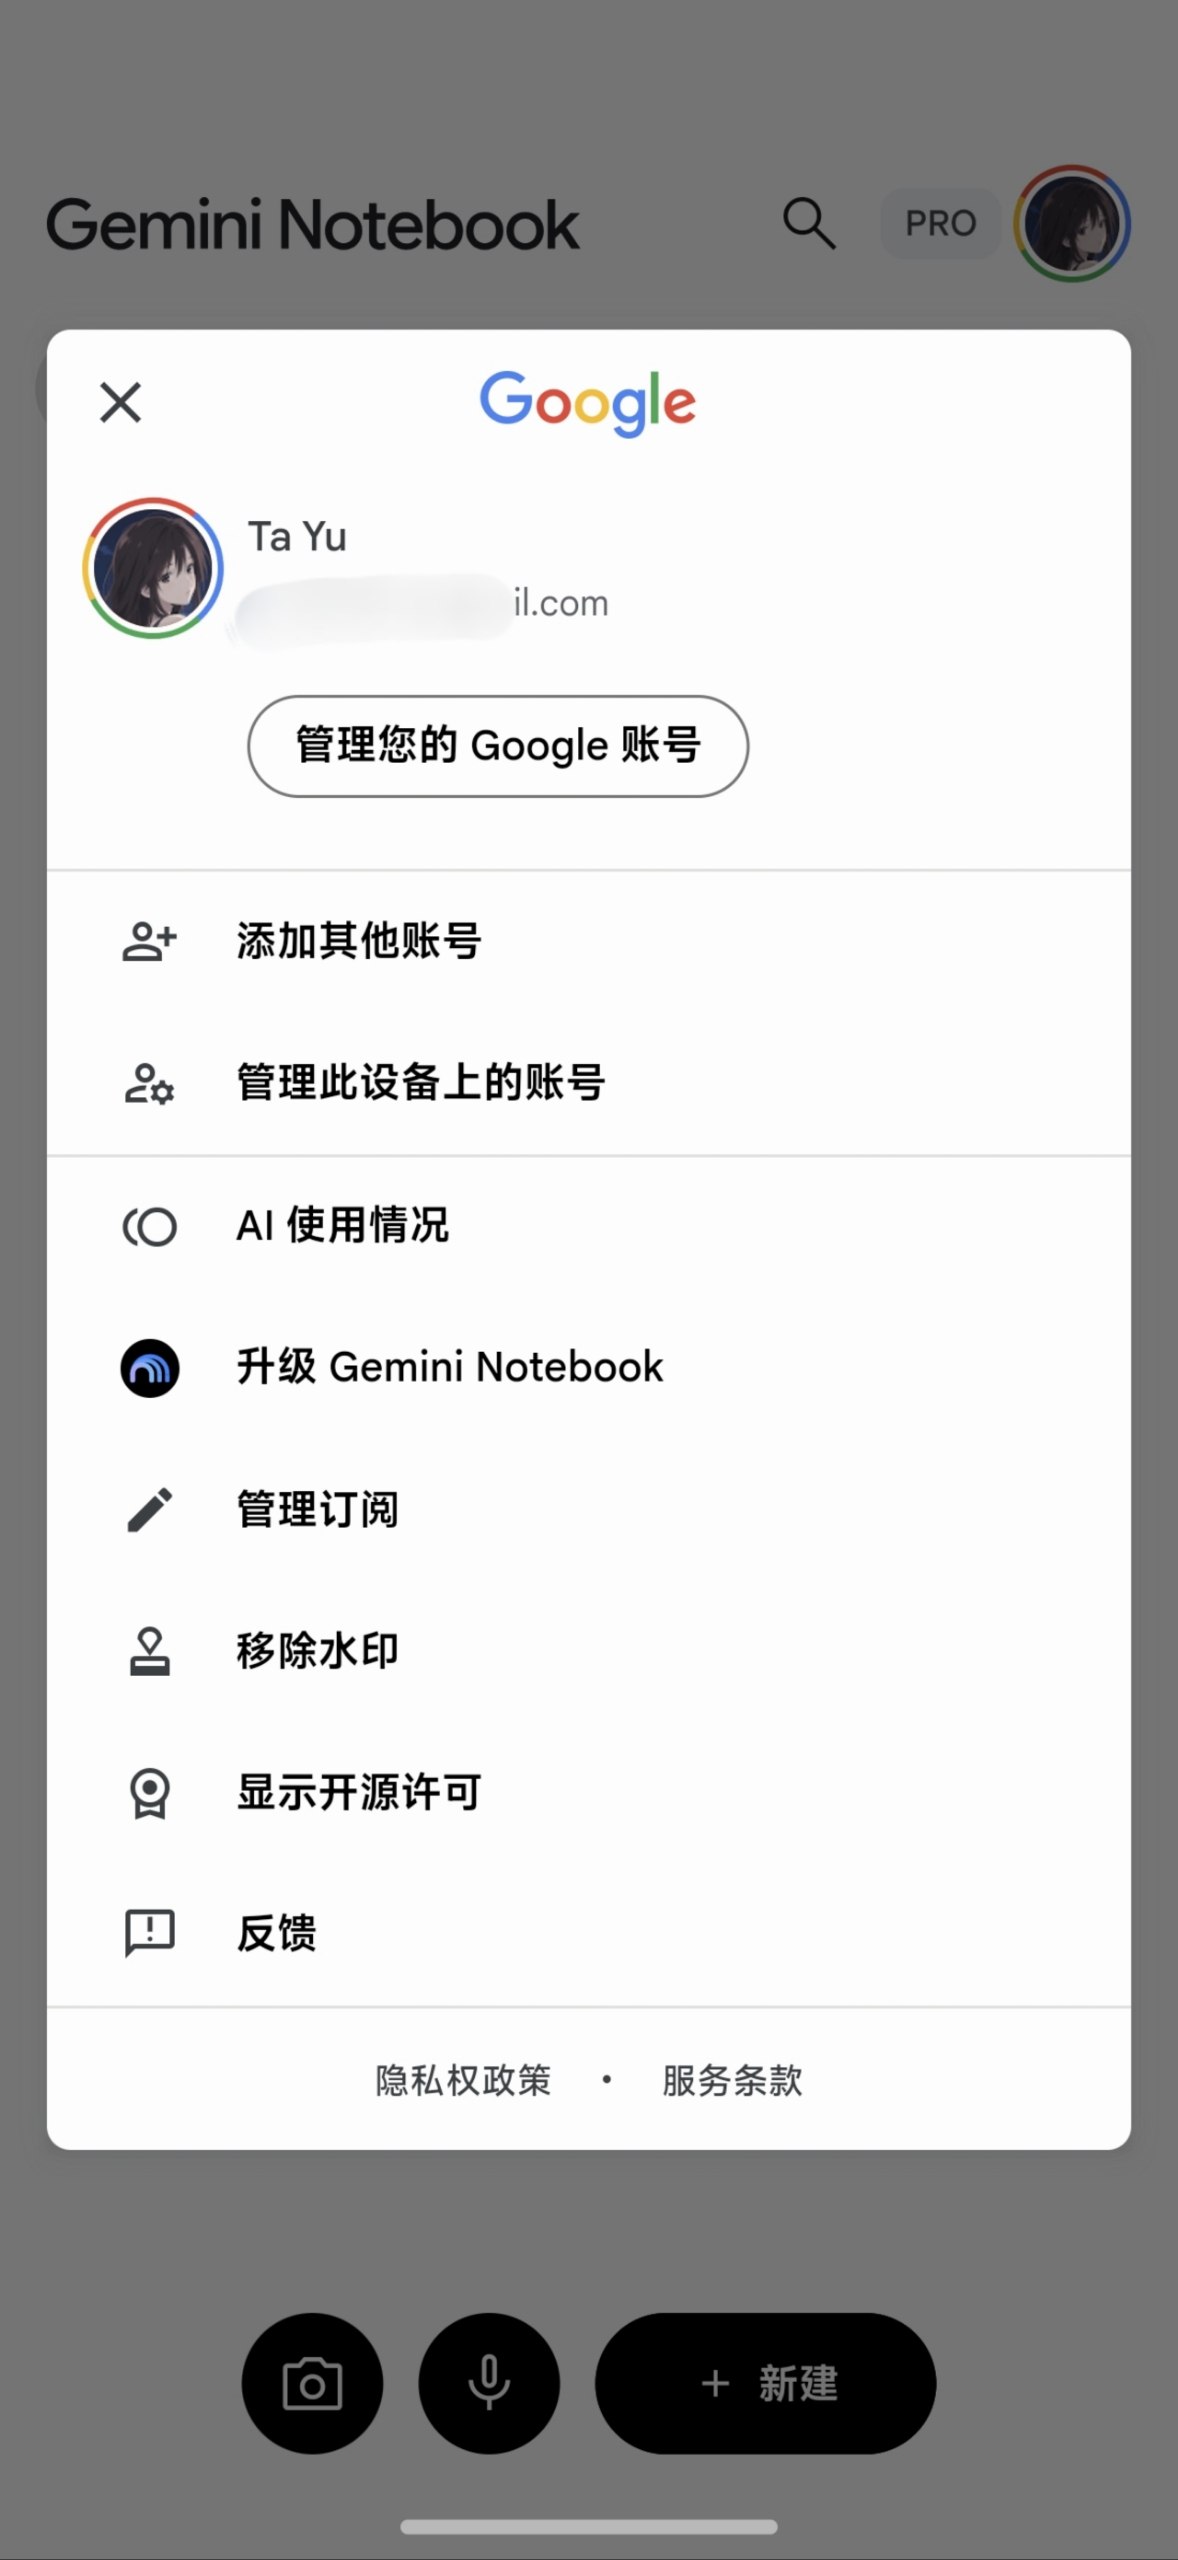 Gemini Notebook
PRO
Google
Ta Yu
il.com
管理您的 Google 账号
添加其他账号
管理此设备上的账号
AI 使用情况
升级 Gemini Notebook
管理订阅
移除水印
显示开源许可
反馈
隐私权政策 · 服务条款
+ 新建